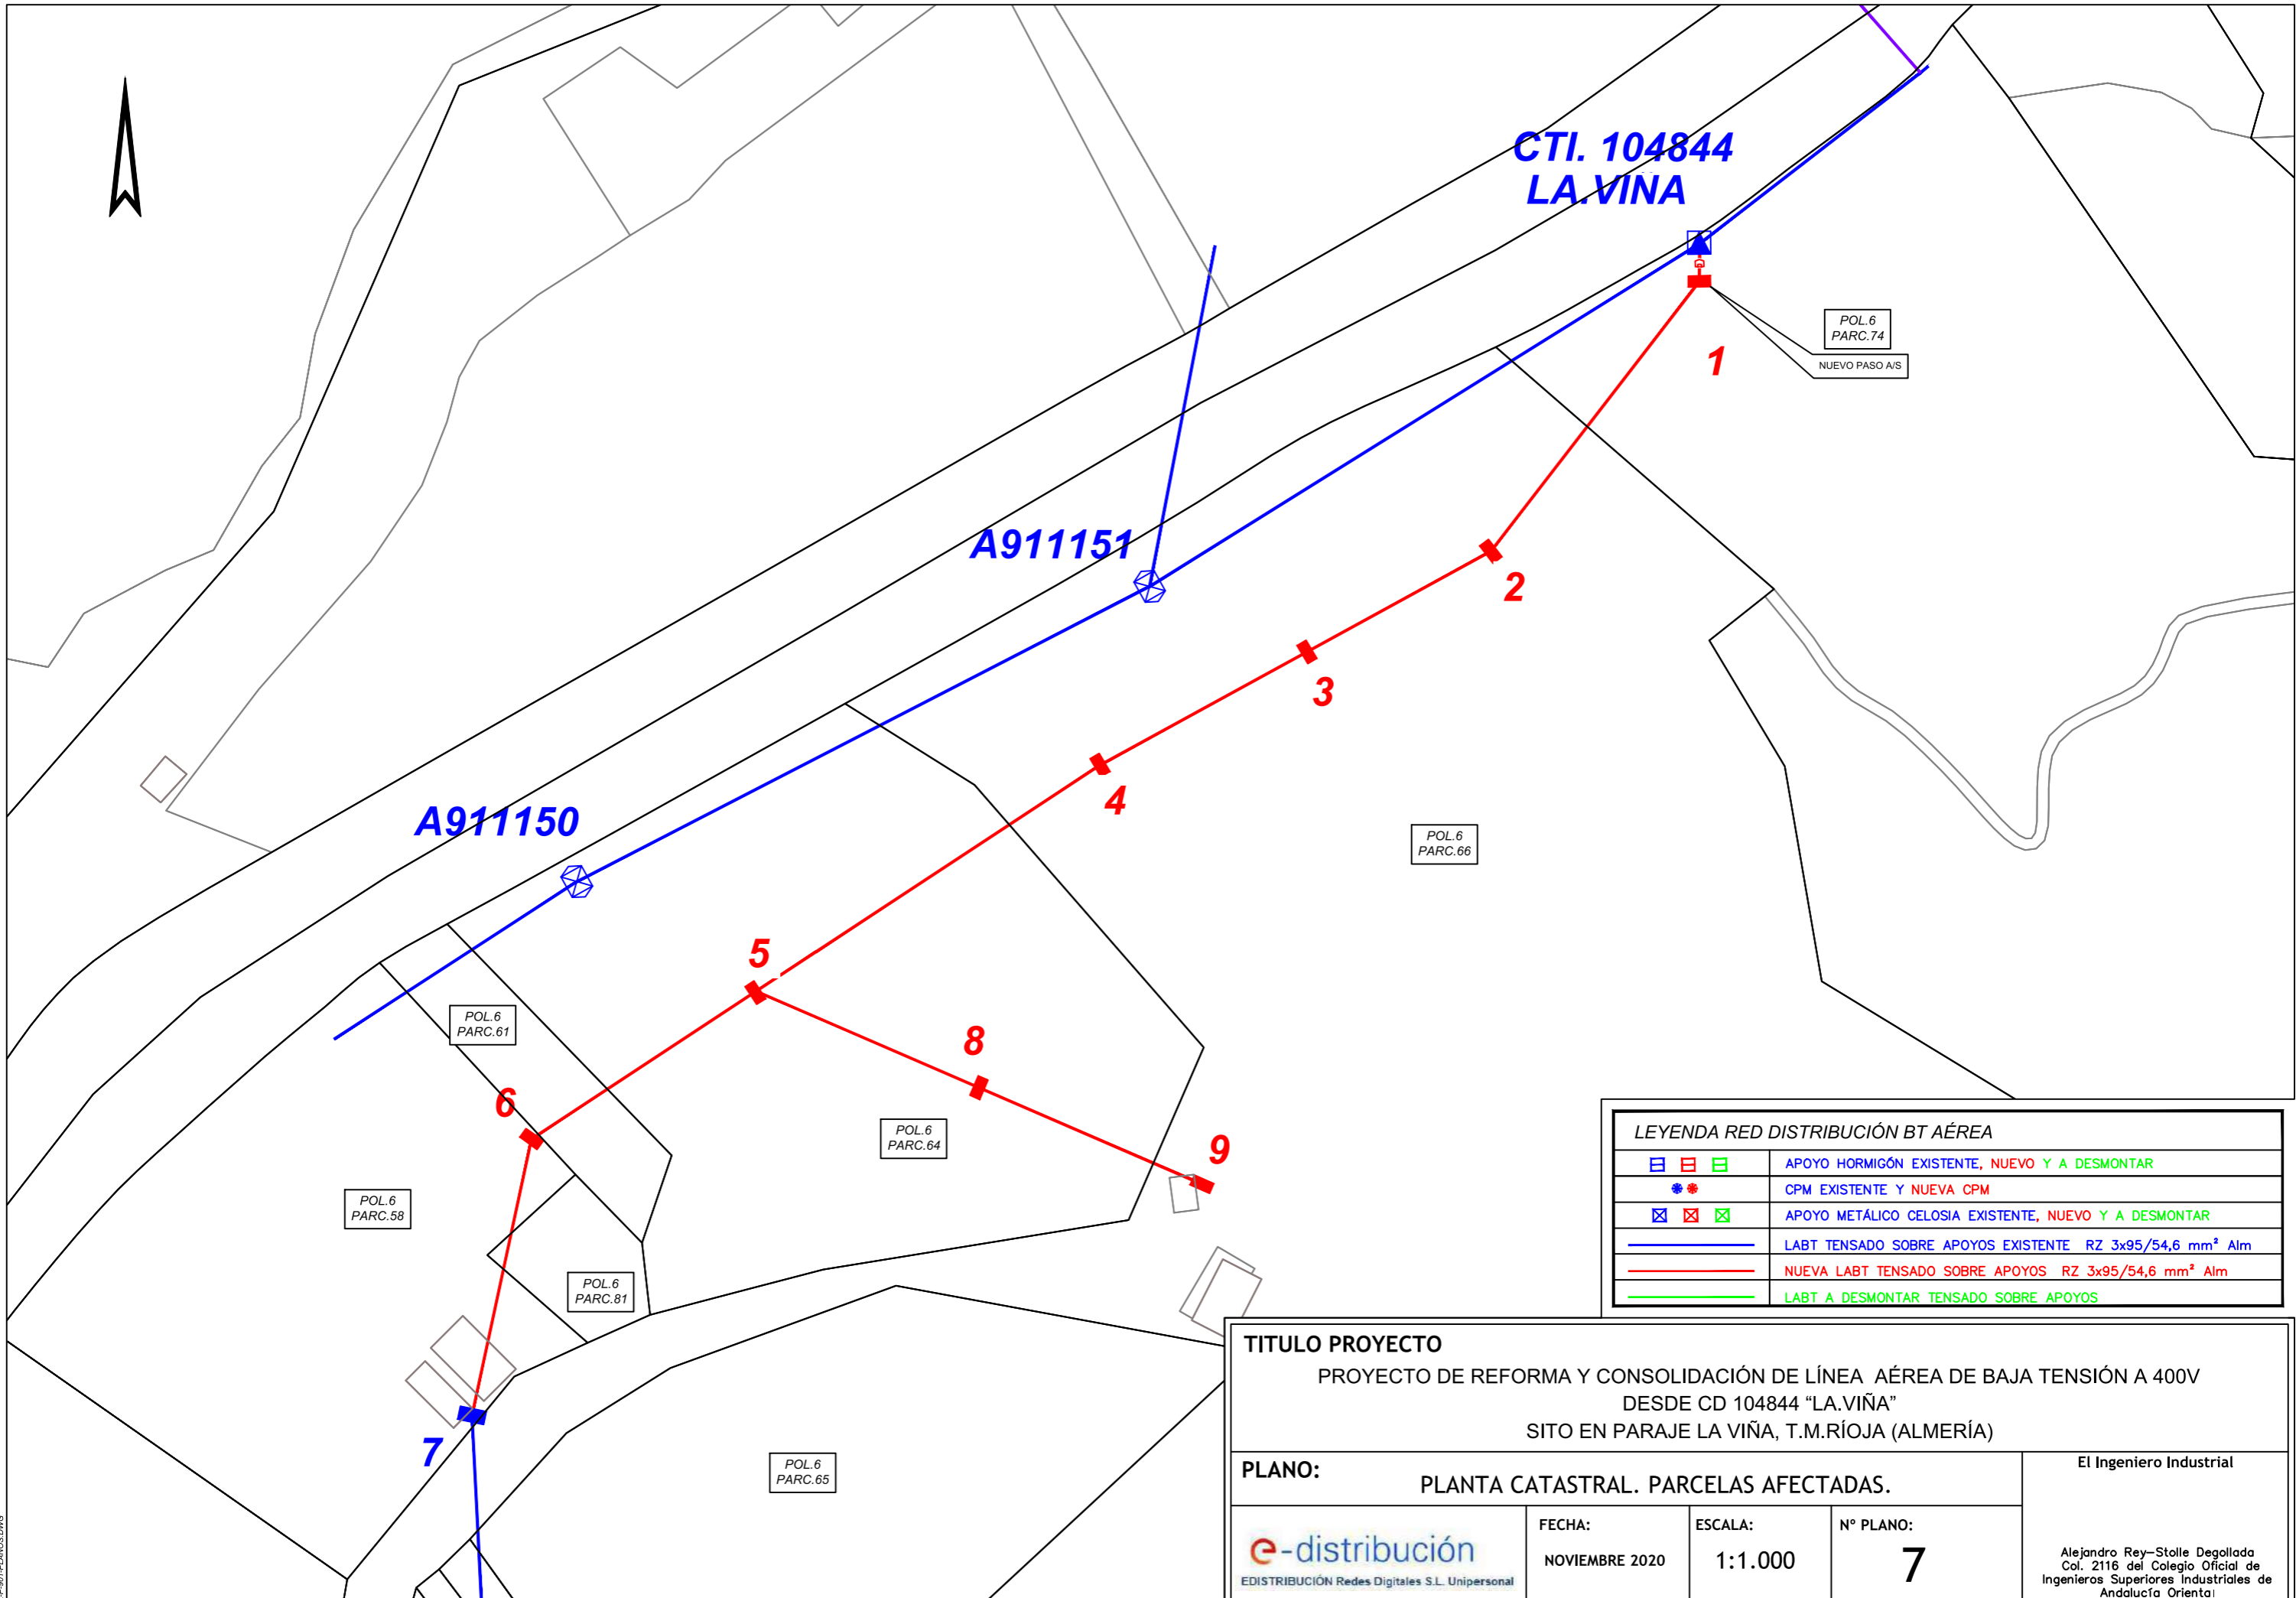 CTI. 104844
LA.VIÑA
POL.6
PARC.74
NUEVO PASO A/S
1
A911151
2
3
4
A911150
POL.6
PARC.66
5
POL.6
PARC.61
8
6
POL.6
PARC.64
9
POL.6
PARC.58
POL.6
PARC.81
7
POL.6
PARC.65
LEYENDA RED DISTRIBUCIÓN BT AÉREA
APOYO HORMIGÓN EXISTENTE, NUEVO Y A DESMONTAR
CPM EXISTENTE Y NUEVA CPM
APOYO METÁLICO CELOSIA EXISTENTE, NUEVO Y A DESMONTAR
LABT TENSADO SOBRE APOYOS EXISTENTE RZ 3x95/54,6 mm² Alm
NUEVA LABT TENSADO SOBRE APOYOS RZ 3x95/54,6 mm² Alm
LABT A DESMONTAR TENSADO SOBRE APOYOS
TITULO PROYECTO
PROYECTO DE REFORMA Y CONSOLIDACIÓN DE LÍNEA AÉREA DE BAJA TENSIÓN A 400V
DESDE CD 104844 “LA.VIÑA”
SITO EN PARAJE LA VIÑA, T.M.RÍOJA (ALMERÍA)
PLANO:
PLANTA CATASTRAL. PARCELAS AFECTADAS.
El Ingeniero Industrial
e-distribución
EDISTRIBUCIÓN Redes Digitales S.L. Unipersonal
FECHA:
NOVIEMBRE 2020
ESCALA:
1:1.000
Nº PLANO:
7
Alejandro Rey-Stolle Degollada
Col. 2116 del Colegio Oficial de
Ingenieros Superiores Industriales de
Andalucía Oriental